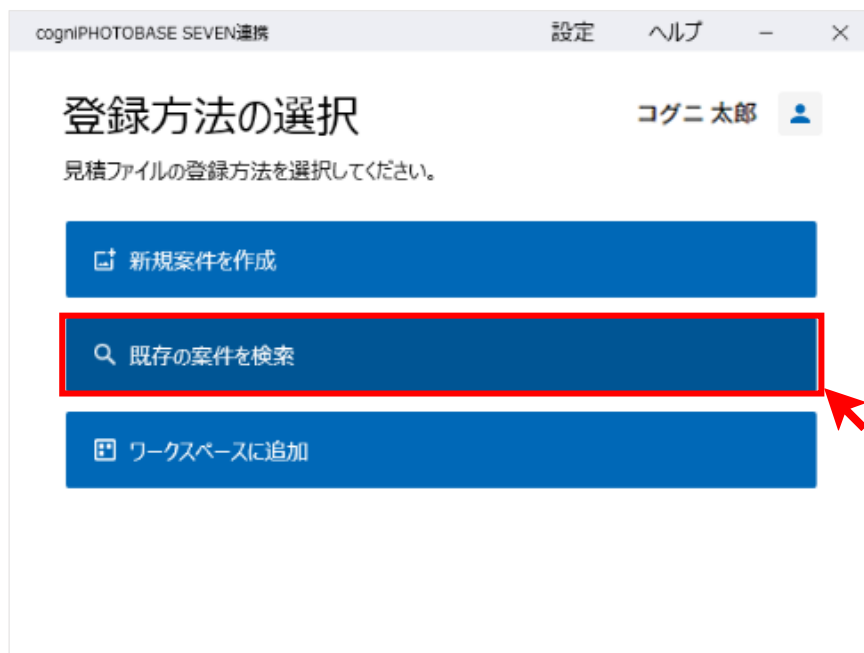 cogniPHOTOBASE SEVEN連携 設定 ヘルプ
登録方法の選択
コグニ 太郎
見積ファイルの登録方法を選択してください。
新規案件を作成
既存の案件を検索
ワークスペースに追加